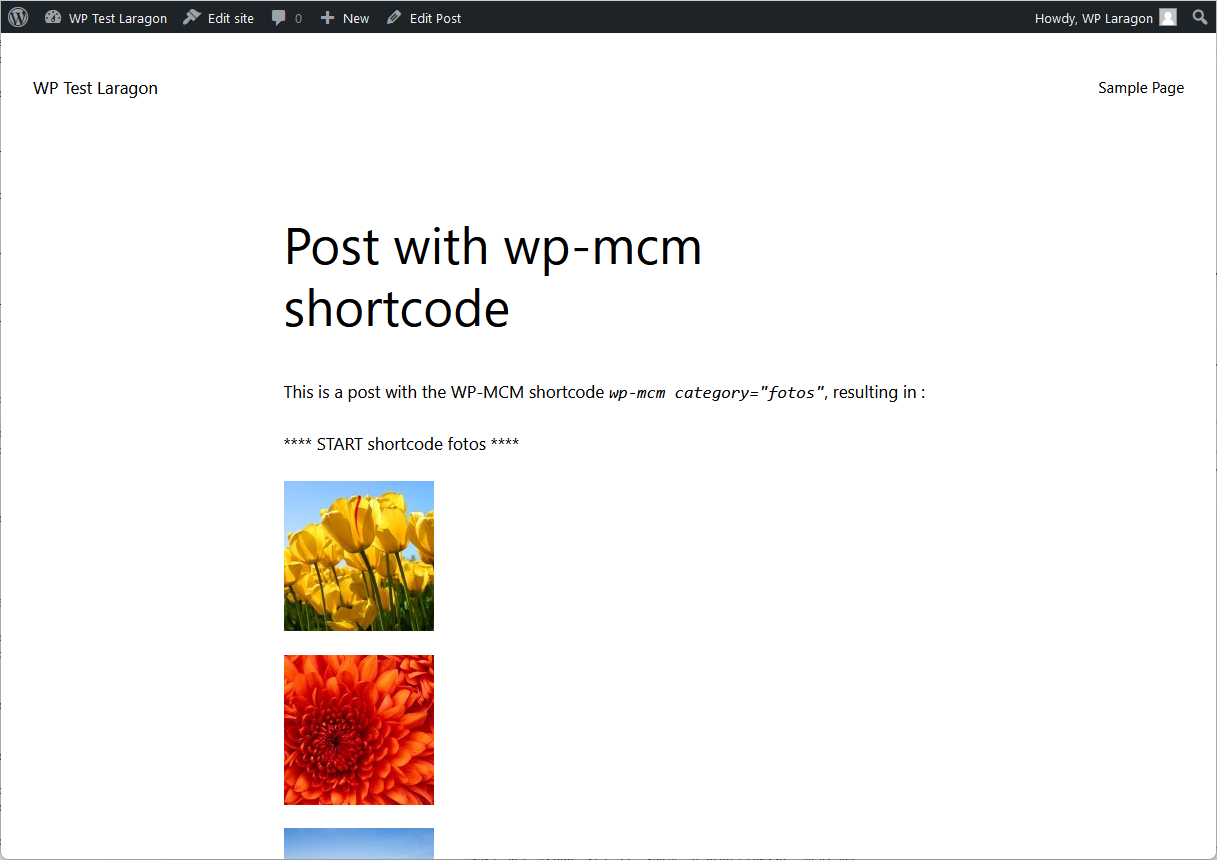 WP Test Laragon Edit site 0 New Edit Post Howdy, WP Laragon
WP Test Laragon Sample Page
Post with wp-mcm
shortcode
This is a post with the WP-MCM shortcode wp-mcm category="fotos", resulting in :
**** START shortcode fotos ****